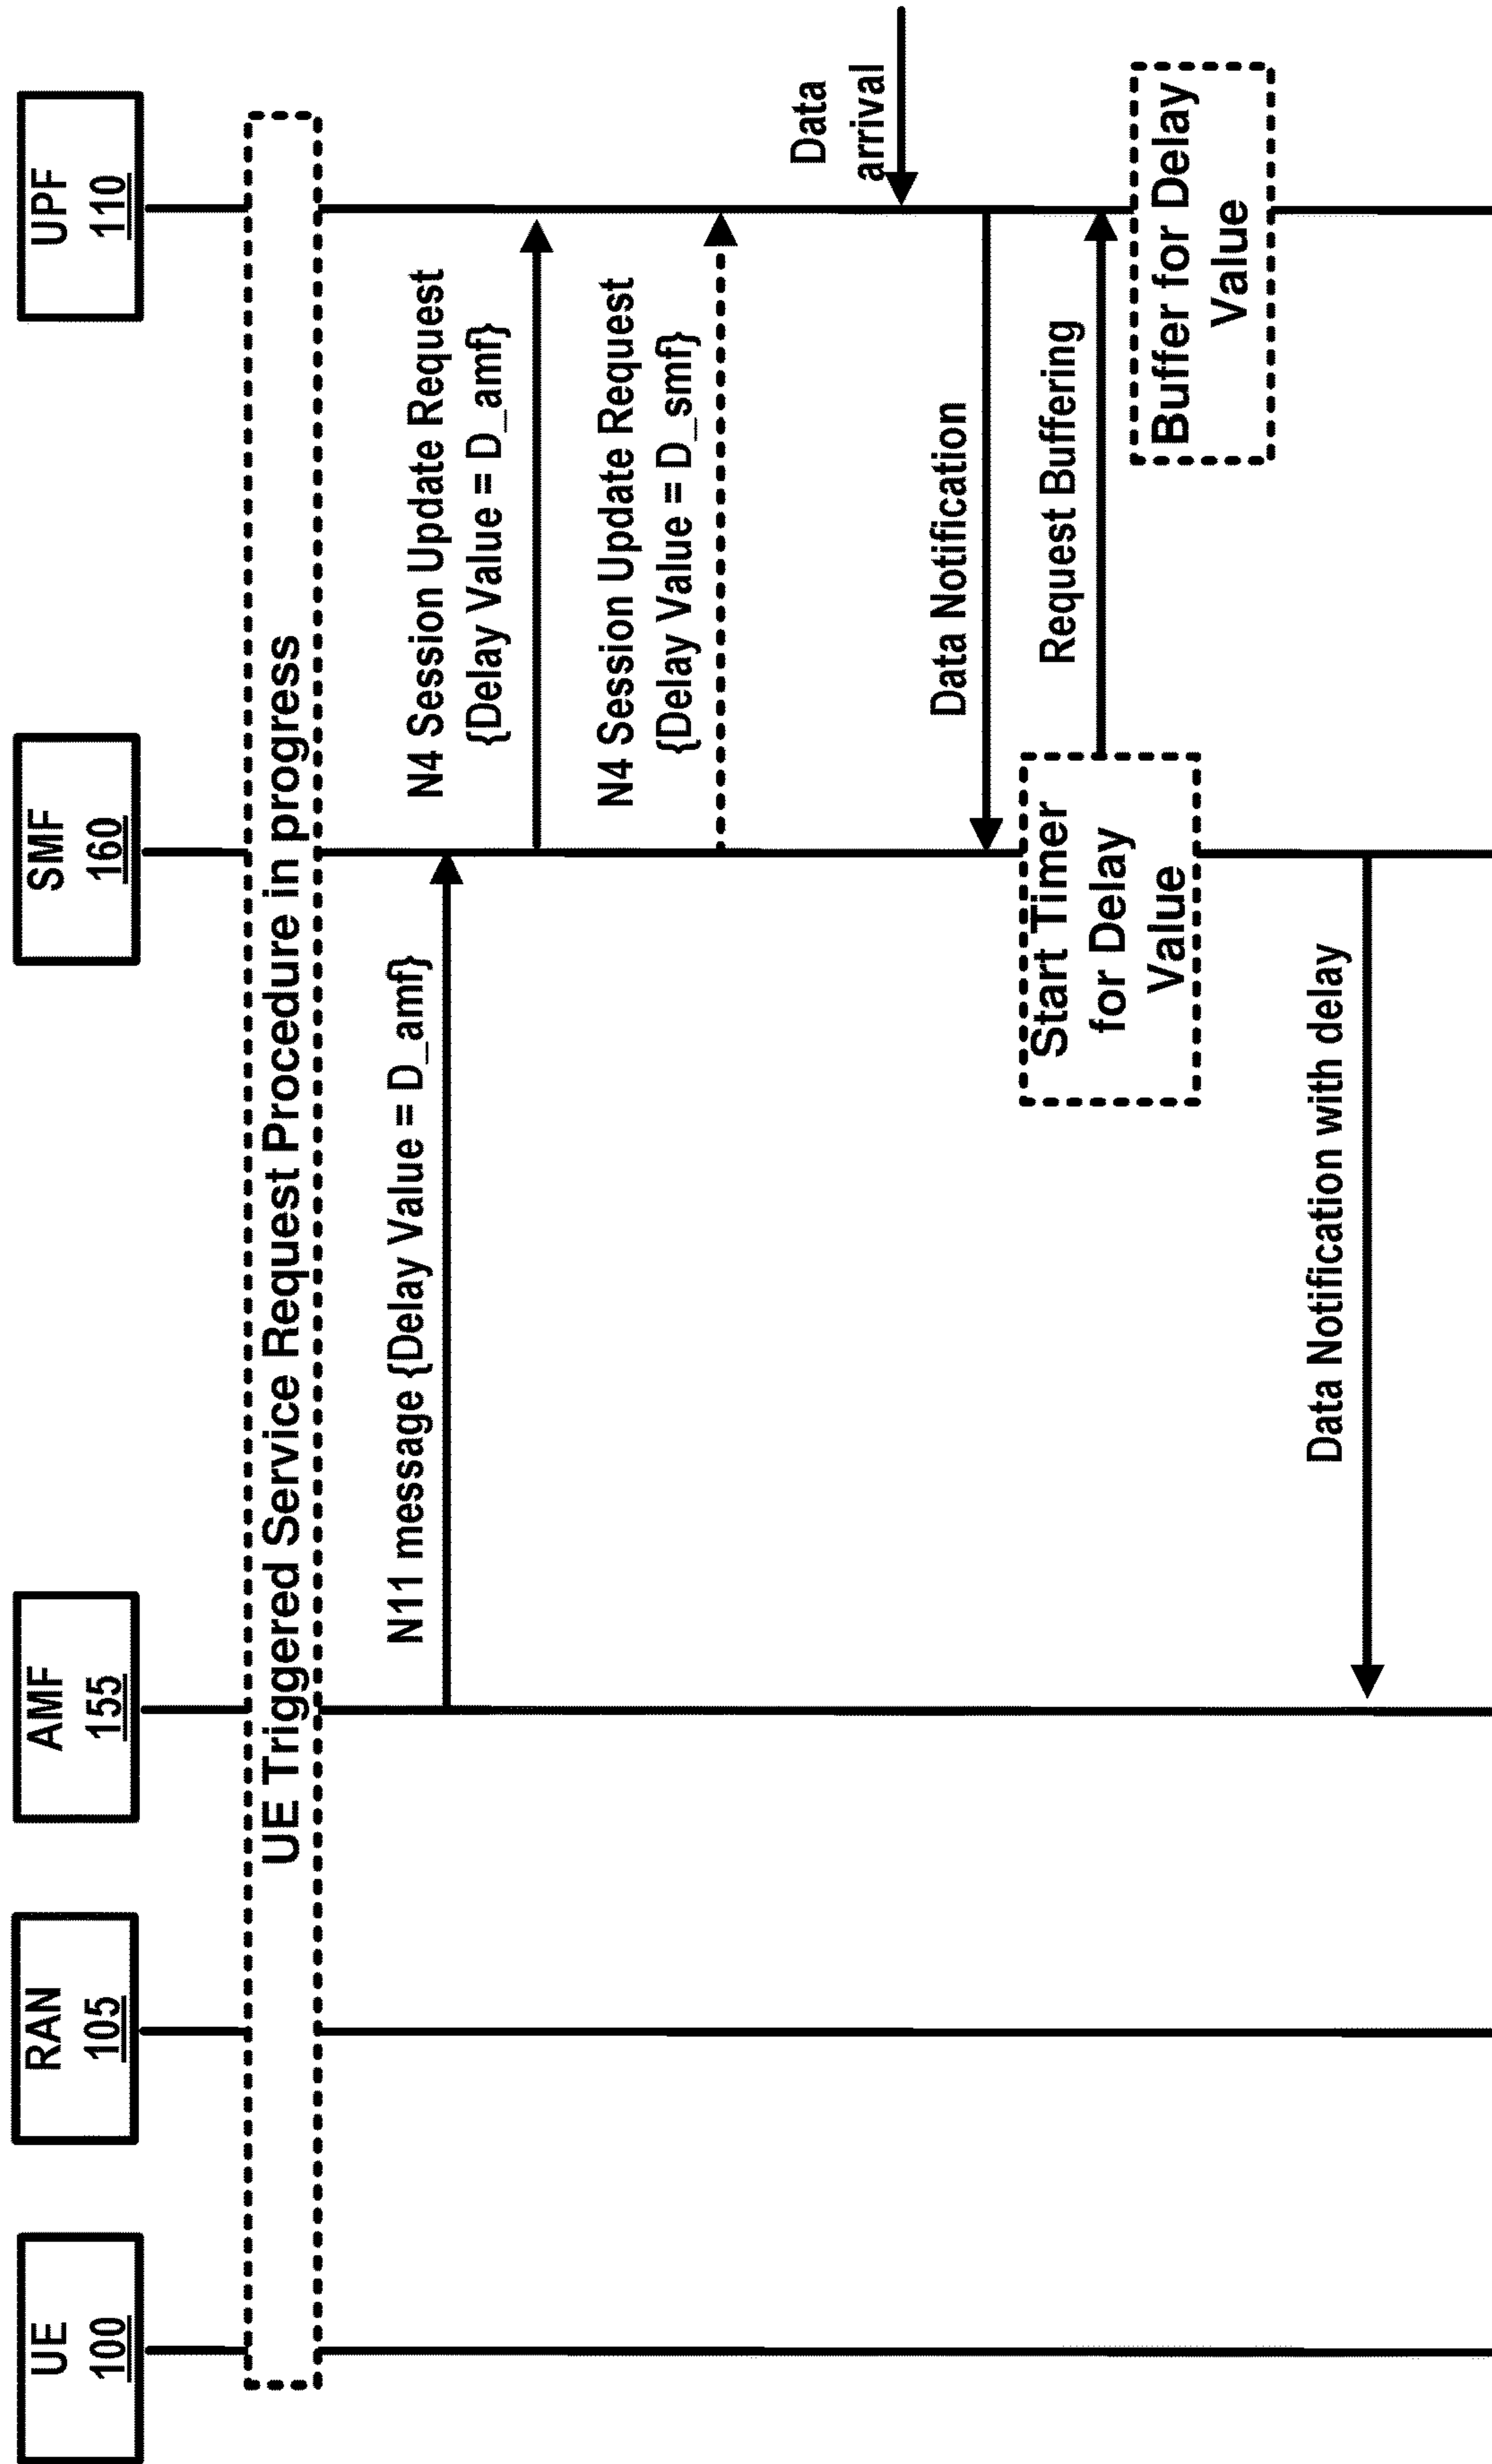 UE
100
RAN
105
AMF
155
SMF
160
UPF
110
UE Triggered Service Request Procedure in progress
N11 message {Delay Value = D_amf}
N4 Session Update Request
{Delay Value = D_amf}
N4 Session Update Request
{Delay Value = D_smf}
Data
arrival
Data Notification
Start Timer
for Delay
Value
Request Buffering
Buffer for Delay
Value
Data Notification with delay